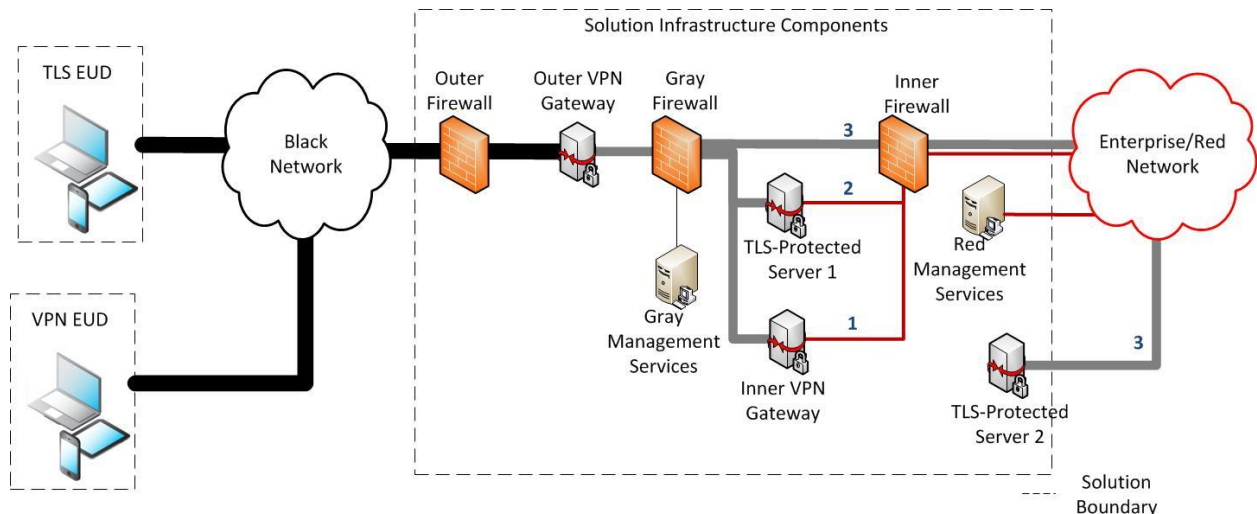 Solution Infrastructure Components
TLS EUD
Black
Network
Outer
Firewall
Outer VPN
Gateway
Gray
Firewall
Inner
Firewall
3
Enterprise/Red
Network
2
TLS-Protected
Server 1
Red
Management
Services
Gray
Management
Services
VPN EUD
1
Inner VPN
Gateway
3
TLS-Protected
Server 2
Solution
Boundary